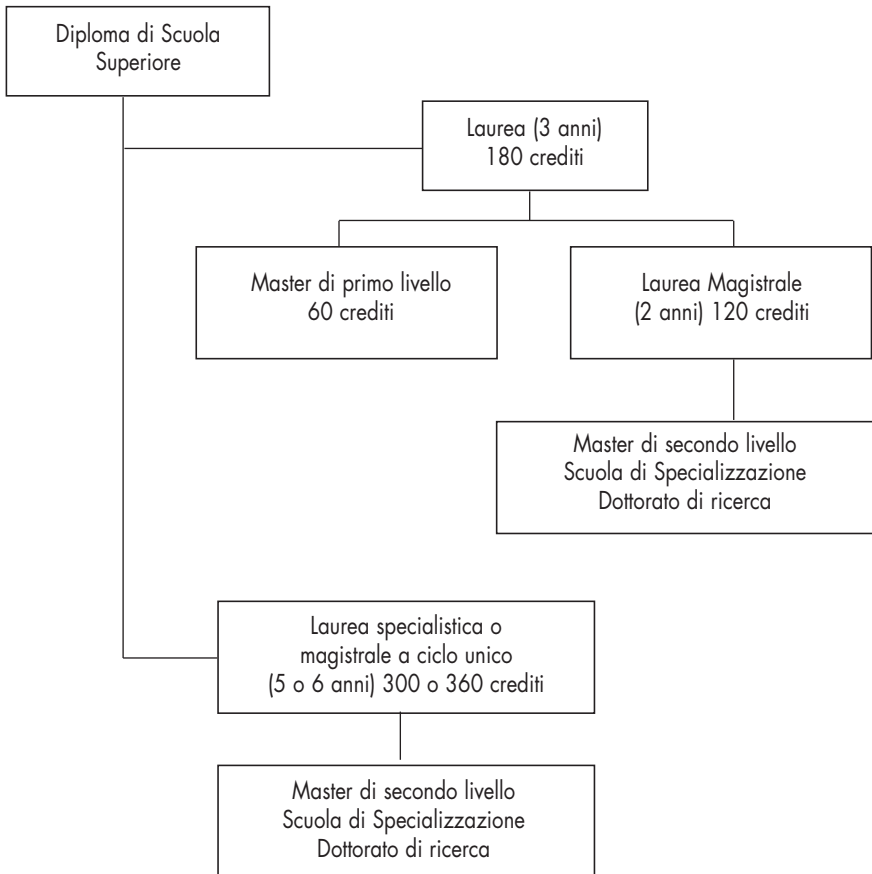 Diploma di Scuola
Superiore
Laurea (3 anni)
180 crediti
Master di primo livello
60 crediti
Laurea Magistrale
(2 anni) 120 crediti
Master di secondo livello
Scuola di Specializzazione
Dottorato di ricerca
Laurea specialistica o
magistrale a ciclo unico
(5 o 6 anni) 300 o 360 crediti
Master di secondo livello
Scuola di Specializzazione
Dottorato di ricerca